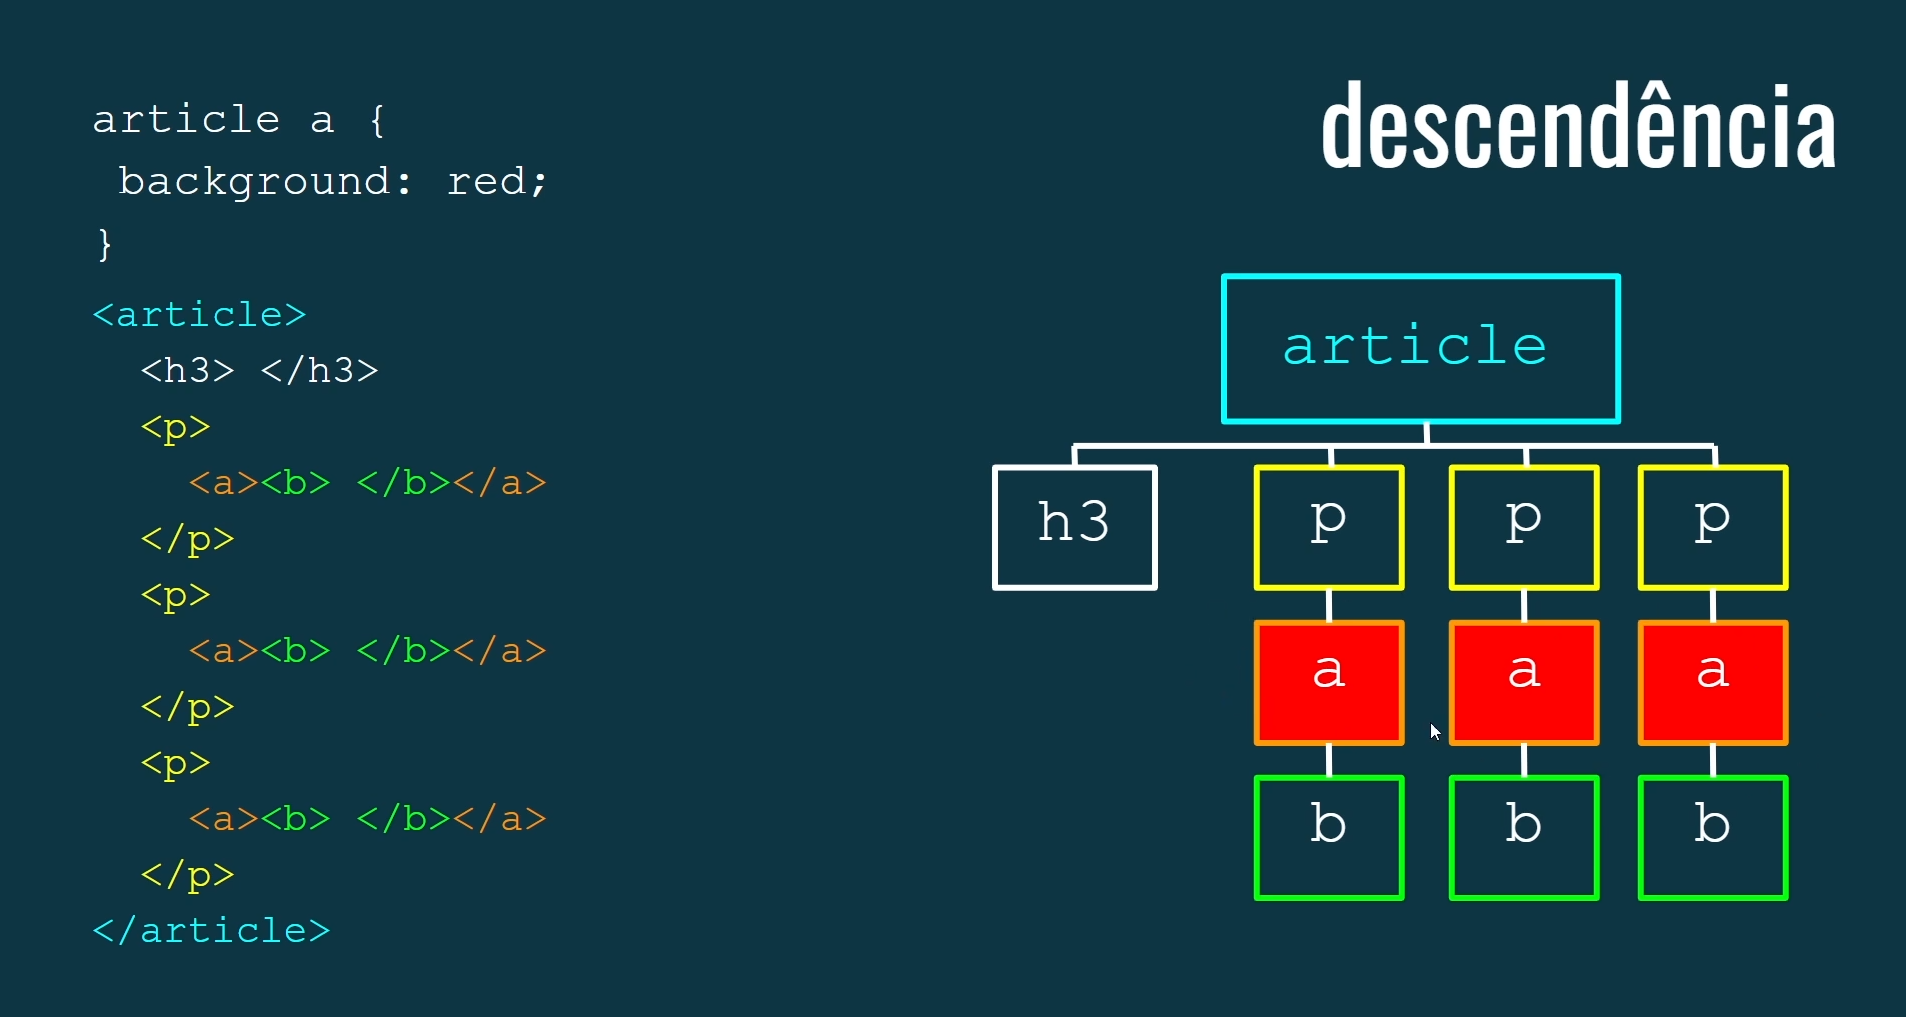 descendência
article a {
 background: red;
}
<article>
  <h3> </h3>
  <p>
    <a><b> </b></a>
  </p>
  <p>
    <a><b> </b></a>
  </p>
  <p>
    <a><b> </b></a>
  </p>
</article>
article
h3 p p p
a a a
b b b